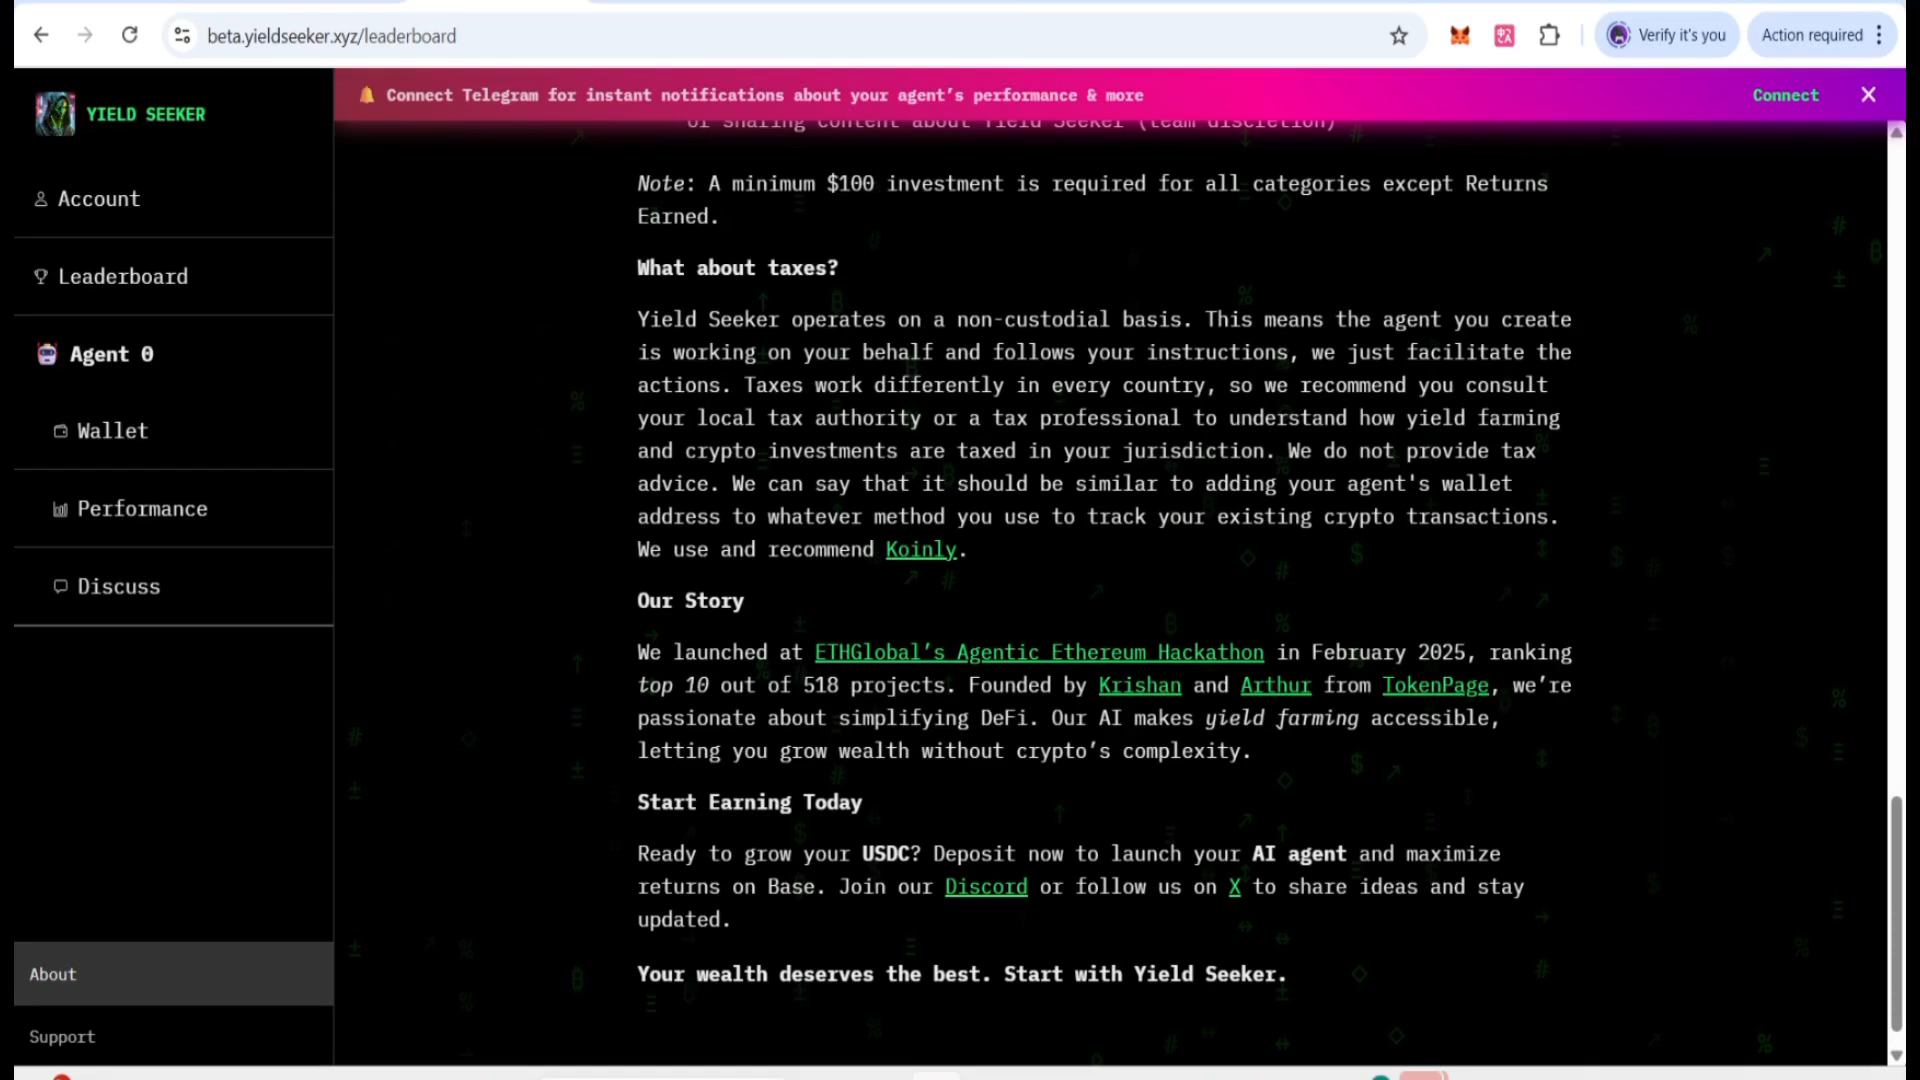 beta.yieldseeker.xyz/leaderboard
Verify it's you
Action required
YIELD SEEKER
Connect Telegram for instant notifications about your agent's performance & more
Connect
Account
Leaderboard
Agent 0
Wallet
Performance
Discuss
About
Support
or sharing content about Yield Seeker (team discretion)
Note: A minimum $100 investment is required for all categories except Returns
Earned.
What about taxes?
Yield Seeker operates on a non-custodial basis. This means the agent you create
is working on your behalf and follows your instructions, we just facilitate the
actions. Taxes work differently in every country, so we recommend you consult
your local tax authority or a tax professional to understand how yield farming
and crypto investments are taxed in your jurisdiction. We do not provide tax
advice. We can say that it should be similar to adding your agent's wallet
address to whatever method you use to track your existing crypto transactions.
We use and recommend Koinly.
Our Story
We launched at ETHGlobal’s Agentic Ethereum Hackathon in February 2025, ranking
top 10 out of 518 projects. Founded by Krishan and Arthur from TokenPage, we’re
passionate about simplifying DeFi. Our AI makes yield farming accessible,
letting you grow wealth without crypto’s complexity.
Start Earning Today
Ready to grow your USDC? Deposit now to launch your AI agent and maximize
returns on Base. Join our Discord or follow us on X to share ideas and stay
updated.
Your wealth deserves the best. Start with Yield Seeker.